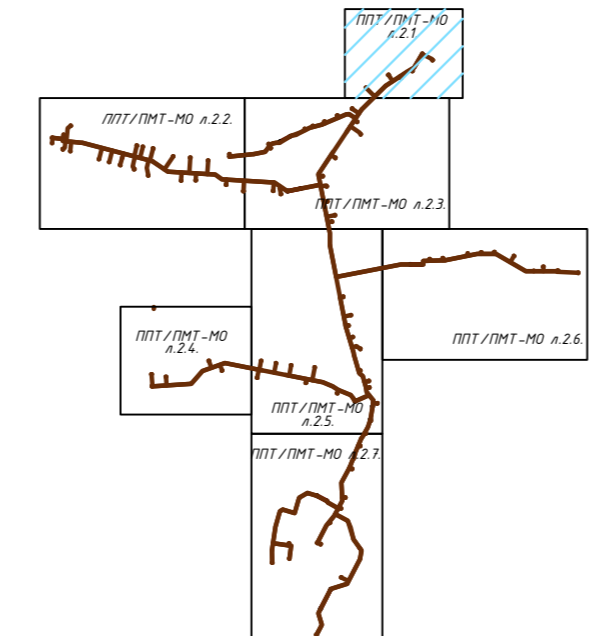 ППТ/ПМТ-МО
л.2.1
ППТ/ПМТ-МО л.2.2.
ППТ/ПМТ-МО л.2.3.
ППТ/ПМТ-МО
л.2.4.
ППТ/ПМТ-МО л.2.6.
ППТ/ПМТ-МО
л.2.5.
ППТ/ПМТ-МО л.2.7.